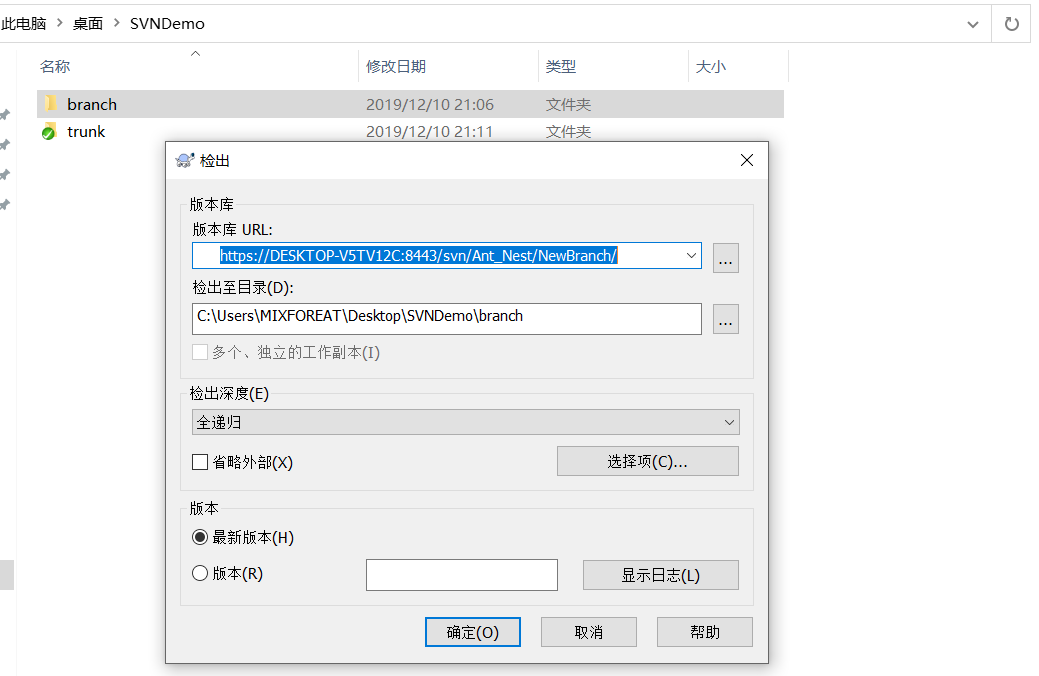 此电脑 > 桌面 > SVNDemo
名称 修改日期 类型 大小
branch 2019/12/10 21:06 文件夹
trunk 2019/12/10 21:11 文件夹
检出
版本库
版本库 URL:
https://DESKTOP-V5TV12C:8443/svn/Ant_Nest/NewBranch/
...
检出至目录(D):
C:\Users\MIXFOREAT\Desktop\SVNDemo\branch
...
多个、独立的工作副本(I)
检出深度(E)
全递归
省略外部(X) 选择项(C)...
版本
最新版本(H)
版本(R) 显示日志(L)
确定(O) 取消 帮助